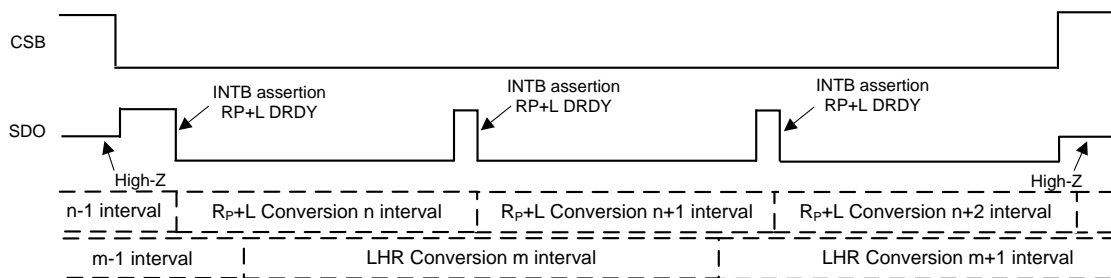 CSB
INTB assertion
RP+L DRDY
INTB assertion
RP+L DRDY
INTB assertion
RP+L DRDY
SDO
High-Z
High-Z
n-1 interval
RP+L Conversion n interval
RP+L Conversion n+1 interval
RP+L Conversion n+2 interval
m-1 interval
LHR Conversion m interval
LHR Conversion m+1 interval